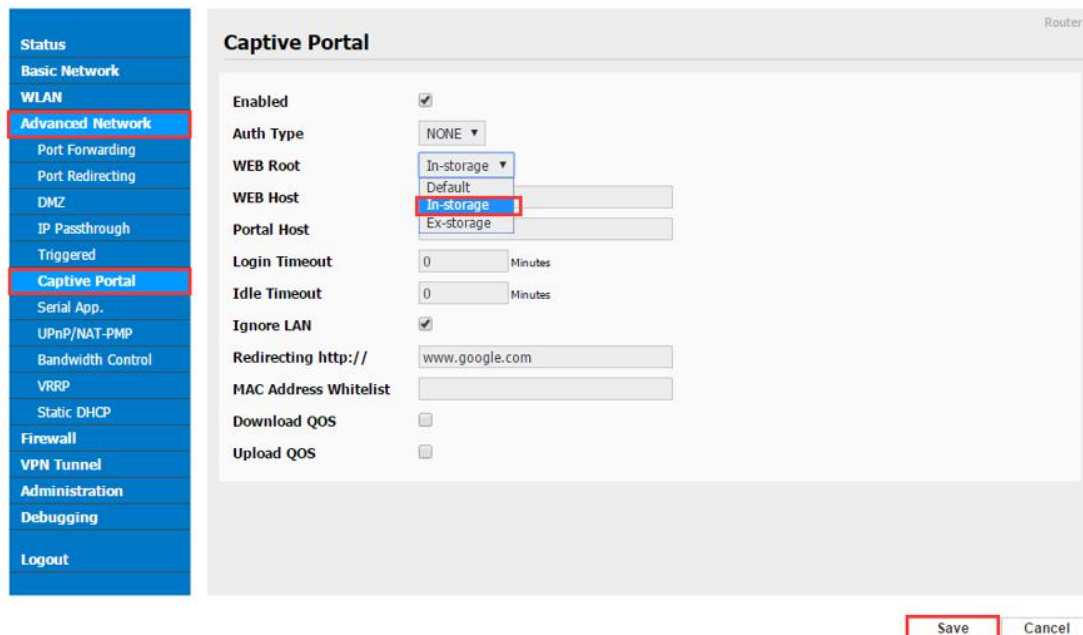 Router
Status
Basic Network
WLAN
Advanced Network
Port Forwarding
Port Redirecting
DMZ
IP Passthrough
Triggered
Captive Portal
Serial App.
UPnP/NAT-PMP
Bandwidth Control
VRRP
Static DHCP
Firewall
VPN Tunnel
Administration
Debugging
Logout
Captive Portal
Enabled
Auth Type NONE
WEB Root In-storage
Default
WEB Host In-storage
Portal Host Ex-storage
Login Timeout 0 Minutes
Idle Timeout 0 Minutes
Ignore LAN
Redirecting http:// www.google.com
MAC Address Whitelist
Download QOS
Upload QOS
Save Cancel